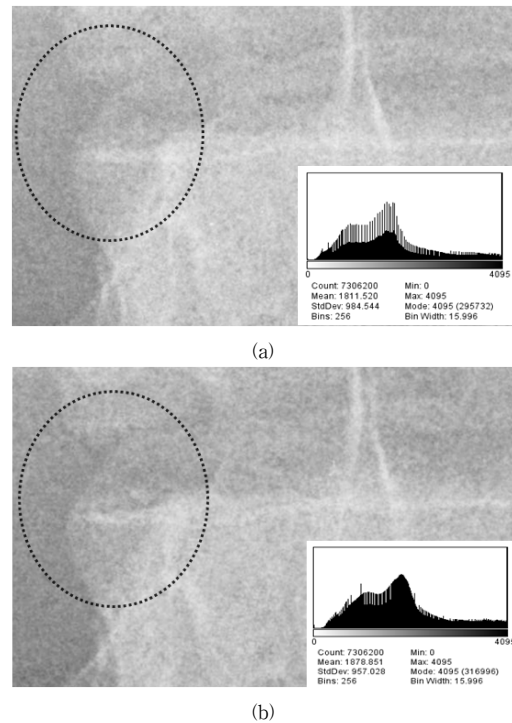 0 4095
Count: 7306200 Min: 0
Mean: 1811.520 Max: 4095
StdDev: 984.544 Mode: 4095 (295732)
Bins: 256 Bin Width: 15.996
(a)
0 4095
Count: 7306200 Min: 0
Mean: 1878.851 Max: 4095
StdDev: 957.028 Mode: 4095 (316996)
Bins: 256 Bin Width: 15.996
(b)